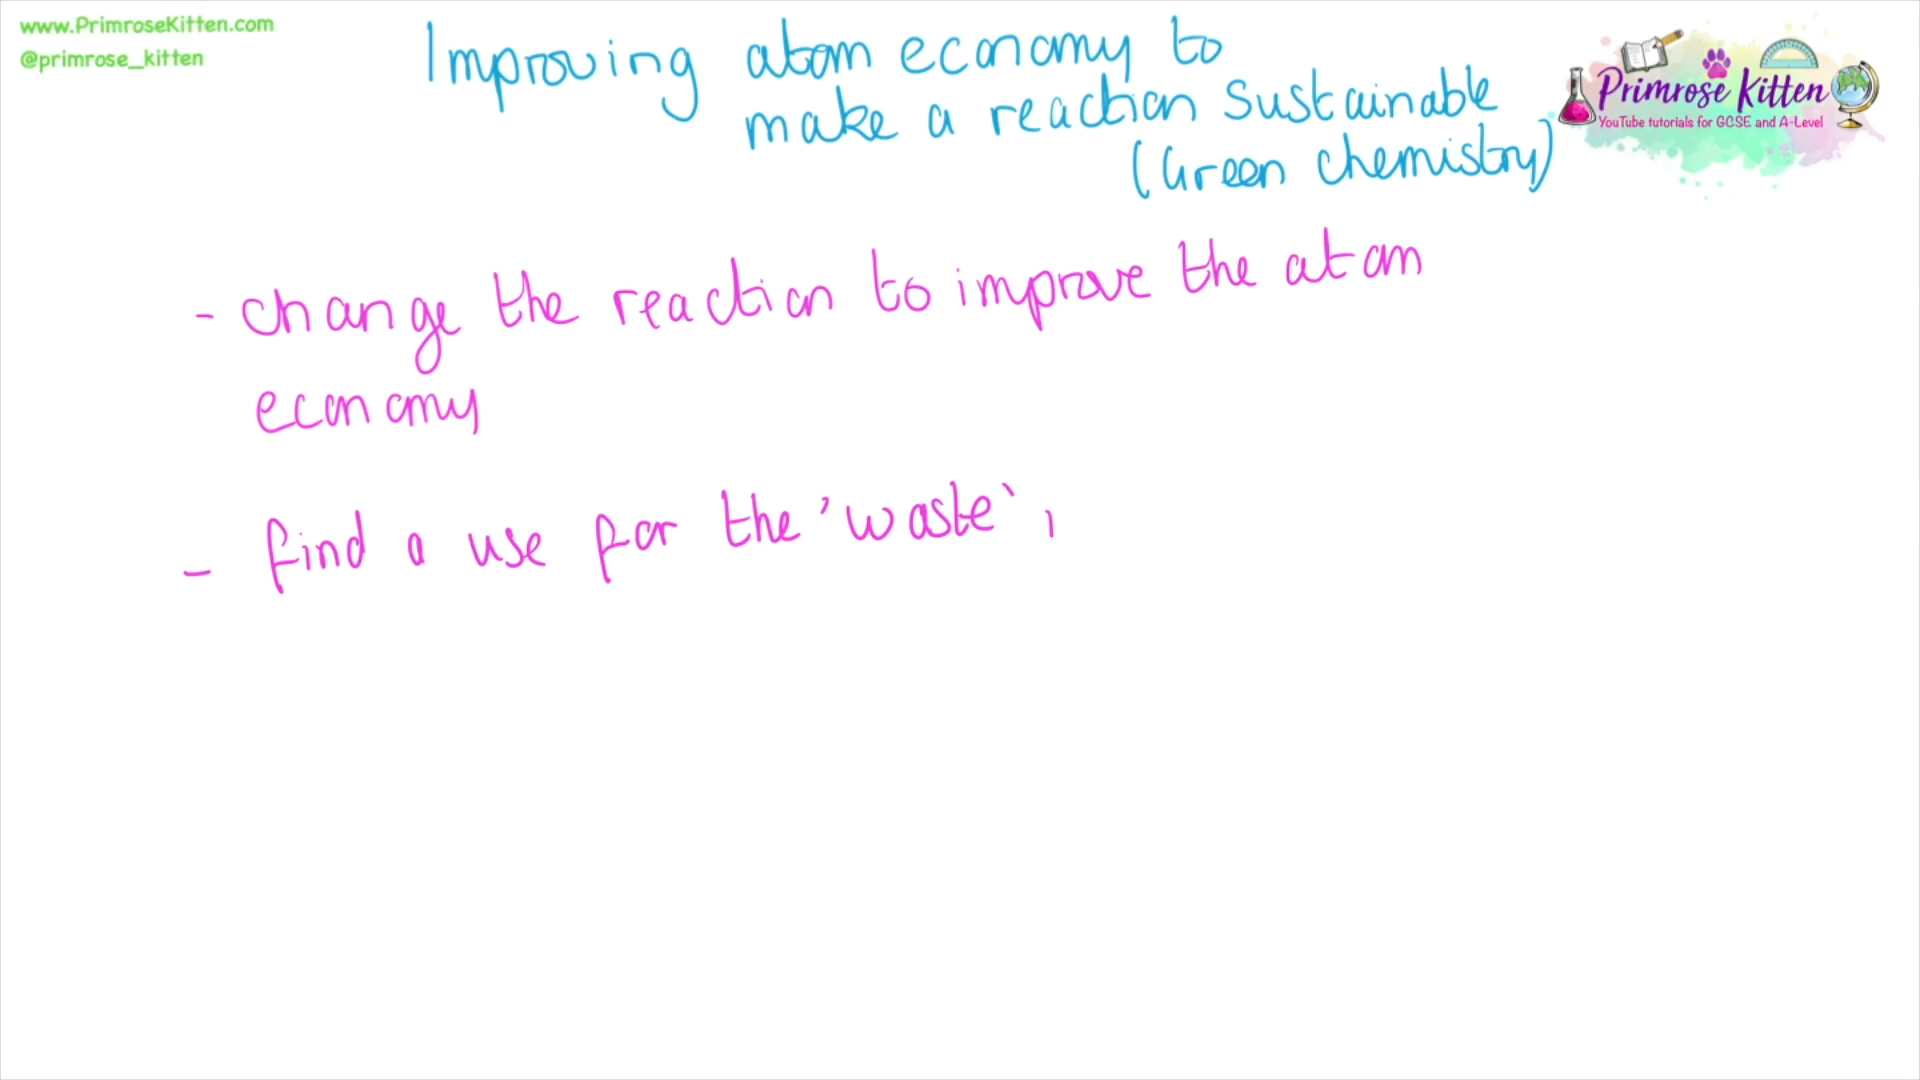 www.PrimroseKitten.com
@primrose_kitten
Improving atom economy to
make a reaction sustainable
(Green chemistry)
Primrose Kitten
YouTube tutorials for GCSE and A-Level
- change the reaction to improve the atom
economy
- find a use for the 'waste',